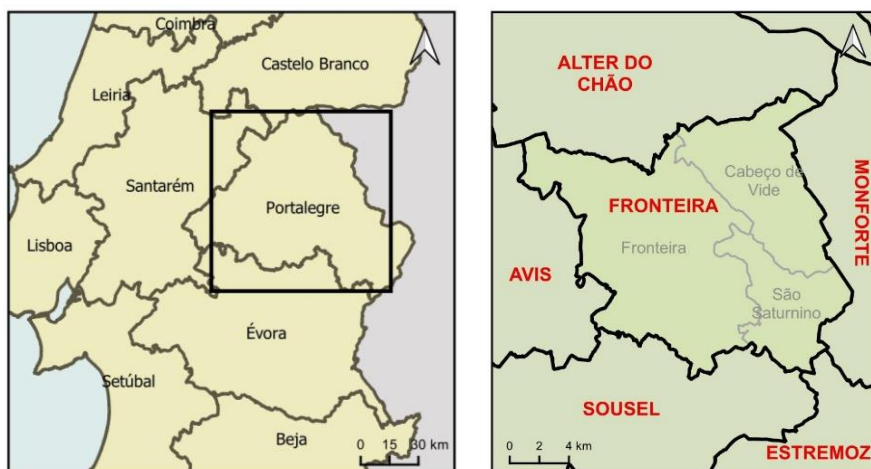 Coimbra
Castelo Branco
Leiria
Santarém
Portalegre
Lisboa
Évora
Setúbal
Beja
0 15 30 km
ALTER DO
CHÃO
Cabeço de
Vide
MONFORTE
FRONTEIRA
Fronteira
AVIS
São
Saturnino
SOUSEL
ESTREMOZ
0 2 4 km